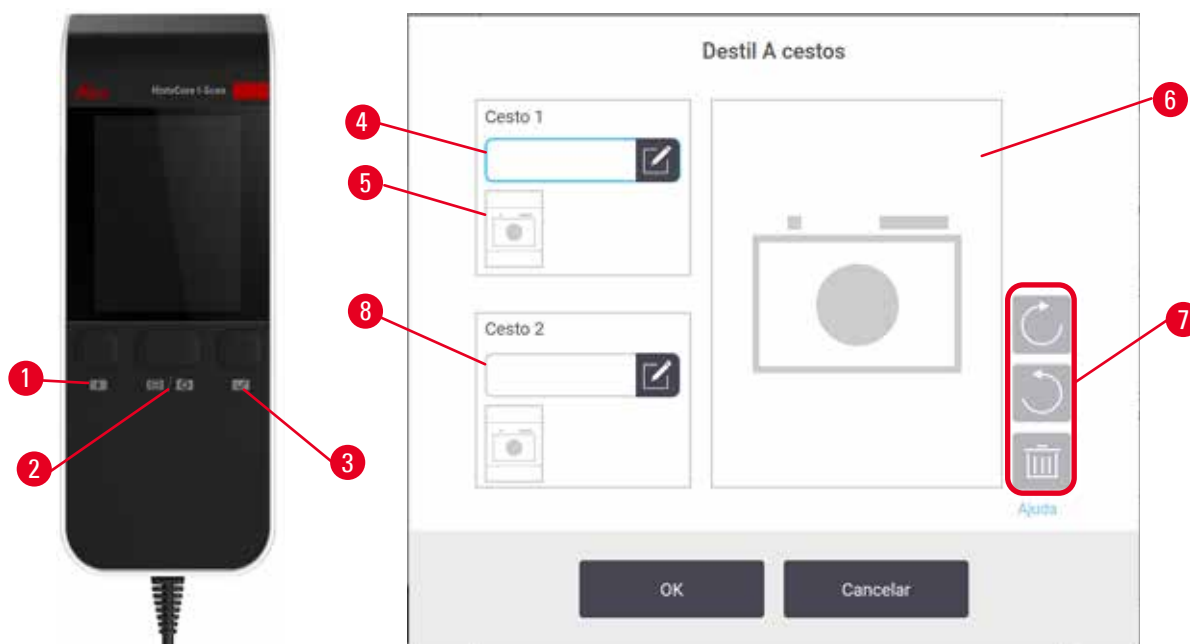 Leica
HistoCore I-Scan
1
2
3
Destil A cestos
Cesto 1
4
5
6
Cesto 2
8
7
Ajuda
OK
Cancelar